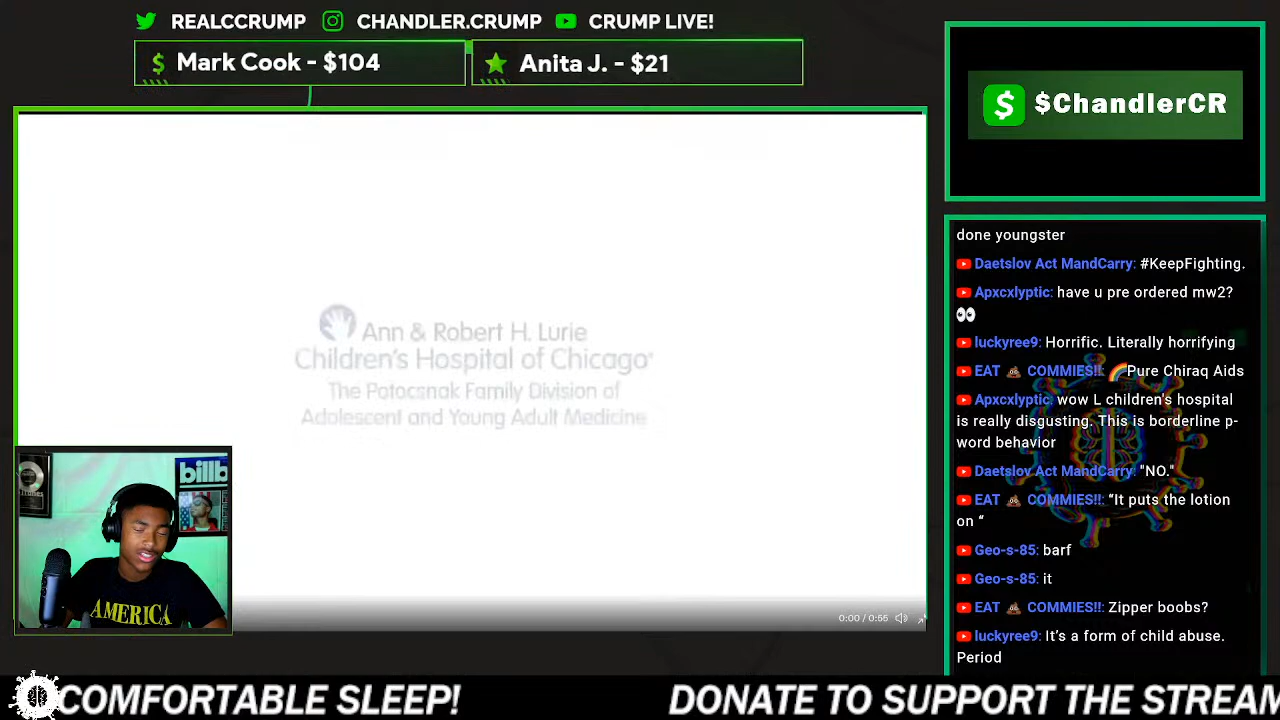 REALCCRUMP CHANDLER.CRUMP CRUMP LIVE!
$ Mark Cook - $104
Anita J. - $21
$ $ChandlerCR
Ann & Robert H. Lurie
Children's Hospital of Chicago®
The Potocsnak Family Division of
Adolescent and Young Adult Medicine
0:00 / 0:55
billb
AMERICA
done youngster
Daetslov Act MandCarry: #KeepFighting.
Apxcxlyptic: have u pre ordered mw2?
👀
luckyree9: Horrific. Literally horrifying
EAT 💩 COMMIES!!: 🌈Pure Chiraq Aids
Apxcxlyptic: wow L children's hospital
is really disgusting. This is borderline p-
word behavior
Daetslov Act MandCarry: "NO."
EAT 💩 COMMIES!!: “It puts the lotion
on “
Geo-s-85: barf
Geo-s-85: it
EAT 💩 COMMIES!!: Zipper boobs?
luckyree9: It’s a form of child abuse.
Period
COMFORTABLE SLEEP! DONATE TO SUPPORT THE STREAM